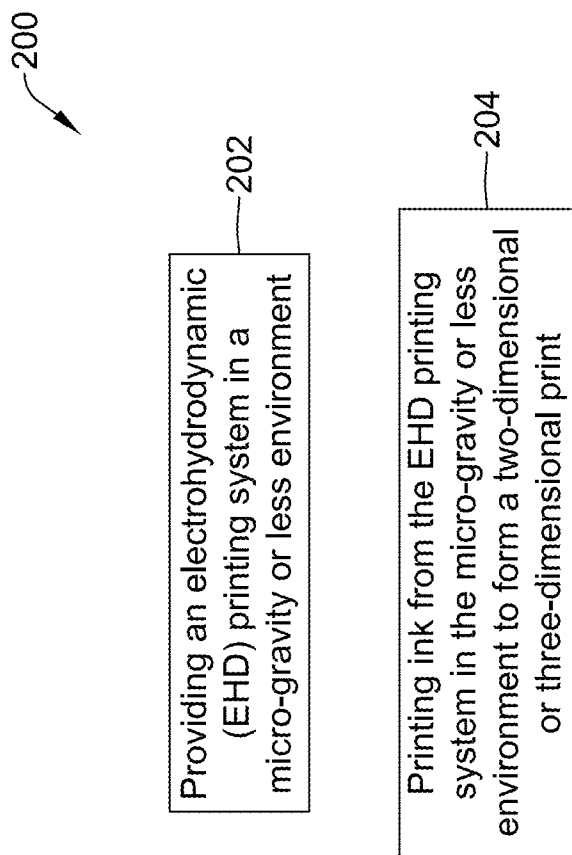 200
202
Providing an electrohydrodynamic
(EHD) printing system in a
micro-gravity or less environment
204
Printing ink from the EHD printing
system in the micro-gravity or less
environment to form a two-dimensional
or three-dimensional print